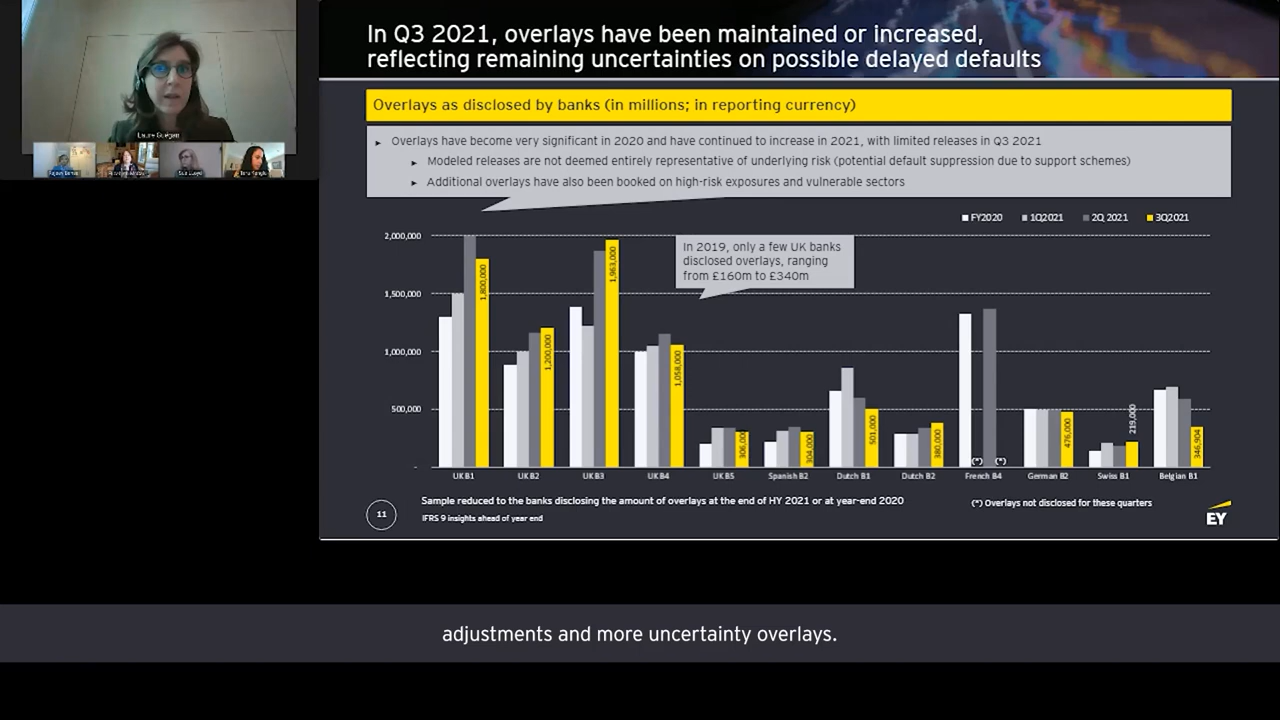 In Q3 2021, overlays have been maintained or increased,
reflecting remaining uncertainties on possible delayed defaults
Laure Guégan
Overlays as disclosed by banks (in millions; in reporting currency)
Overlays have become very significant in 2020 and have continued to increase in 2021, with limited releases in Q3 2021
Modeled releases are not deemed entirely representative of underlying risk (potential default suppression due to support schemes)
Additional overlays have also been booked on high-risk exposures and vulnerable sectors
FY2020 1Q2021 2Q 2021 3Q2021
In 2019, only a few UK banks
disclosed overlays, ranging
from £160m to £340m
2,000,000
1,500,000
1,000,000
500,000
-
1,800,000
1,200,000
1,963,000
1,058,000
306,000
304,000
501,000
380,000
(*) (*)
476,000
219,000
346,904
UK B1 UK B2 UK B3 UK B4 UK B5 Spanish B2 Dutch B1 Dutch B2 French B4 German B2 Swiss B1 Belgian B1
Sample reduced to the banks disclosing the amount of overlays at the end of HY 2021 or at year-end 2020
(*) Overlays not disclosed for these quarters
11
IFRS 9 insights ahead of year end
EY
adjustments and more uncertainty overlays.